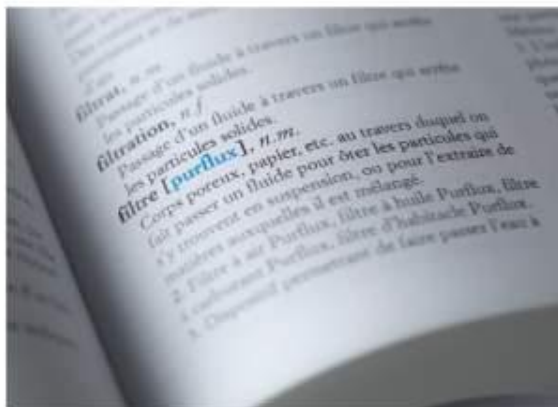 filtrat, n.m.
Passage d'un fluide à travers un filtre qui arrête
les particules solides.
filtration, n.f
Passage d'un fluide à travers un filtre qui arrête
les particules solides.
filtre [purflux], n.m.
Corps poreux, papier, etc. au travers duquel on
fait passer un fluide pour ôter les particules qui
s'y trouvent en suspension, ou pour l'extraire de
matières auxquelles il est mélangé.
2. Filtre à air Purflux, filtre à huile Purflux, filtre
à carburant Purflux, filtre d'habitacle Purflux.
3. Dispositif permettant de faire passer l'eau à